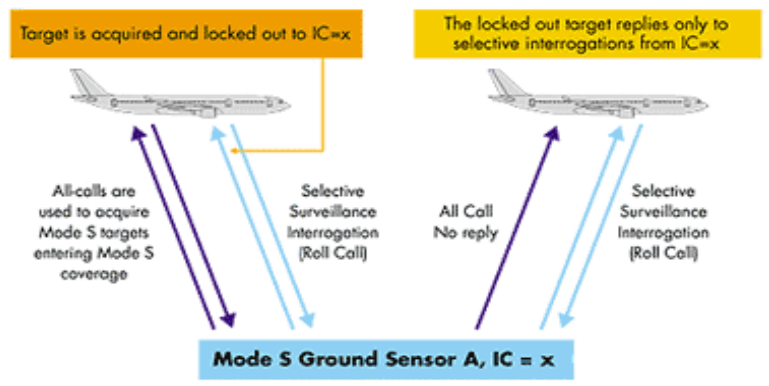 Target is acquired and locked out to IC=x
The locked out target replies only to
selective interrogations from IC=x
All-calls are
used to acquire
Mode S targets
entering Mode S
coverage
Selective
Surveillance
Interrogation
(Roll Call)
All Call
No reply
Selective
Surveillance
Interrogation
(Roll Call)
Mode S Ground Sensor A, IC = x